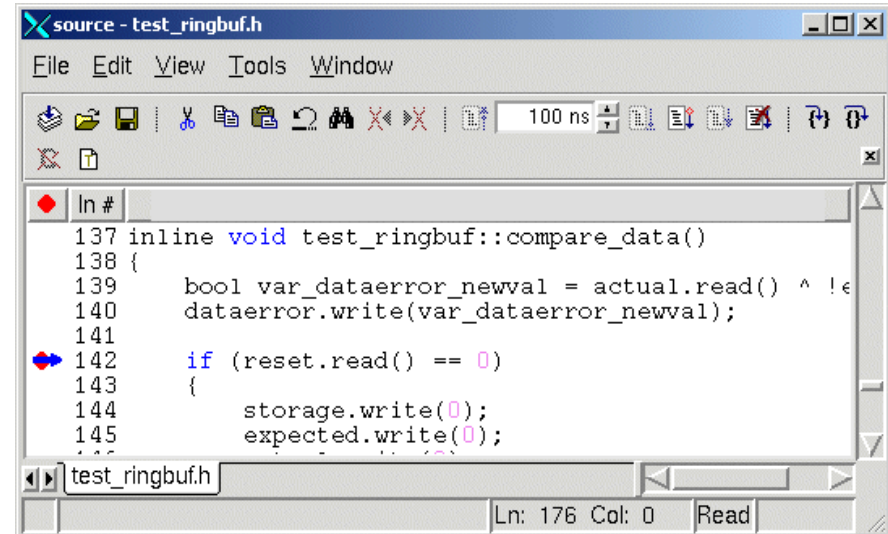 source - test_ringbuf.h
File Edit View Tools Window
100 ns
ln #
137 inline void test_ringbuf::compare_data()
138 {
139 bool var_dataerror_newval = actual.read() ^ !e
140 dataerror.write(var_dataerror_newval);
141
142 if (reset.read() == 0)
143 {
144 storage.write(0);
145 expected.write(0);
test_ringbuf.h
Ln: 176 Col: 0 Read